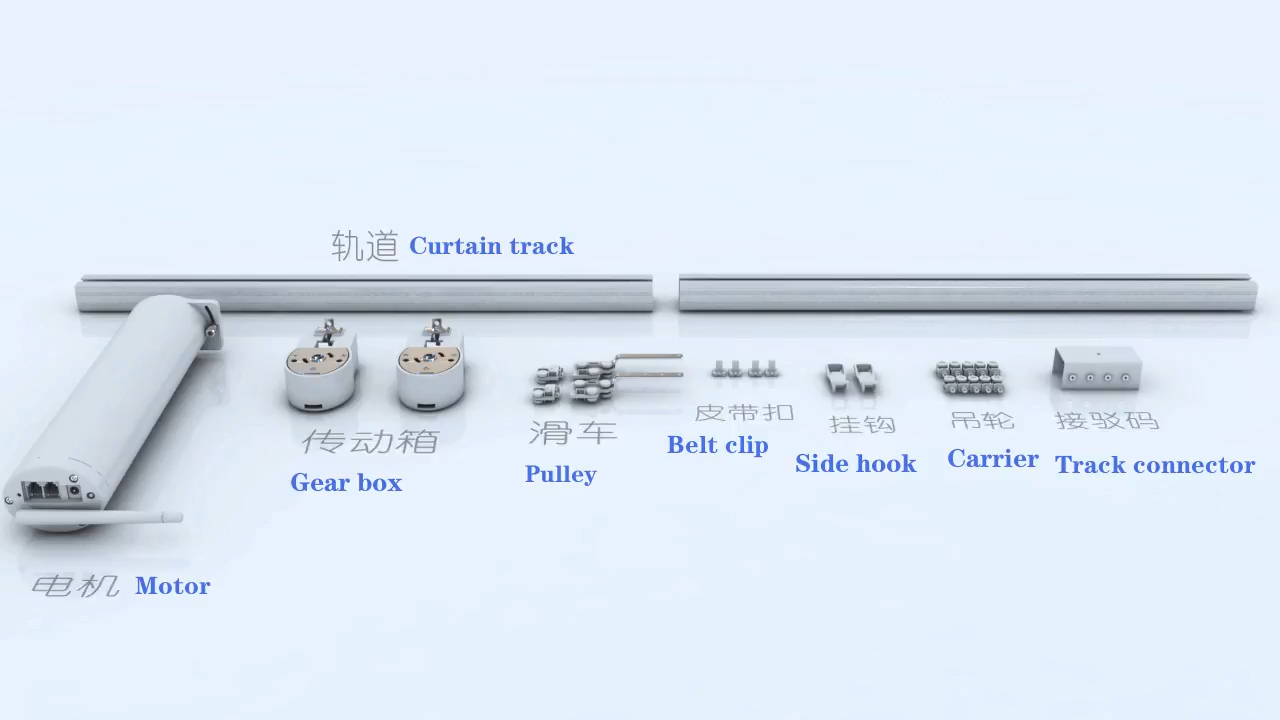 轨道 Curtain track
传动箱
Gear box
滑车
Pulley
皮带扣
Belt clip
挂钩
Side hook
吊轮
Carrier
接驳码
Track connector
电机 Motor